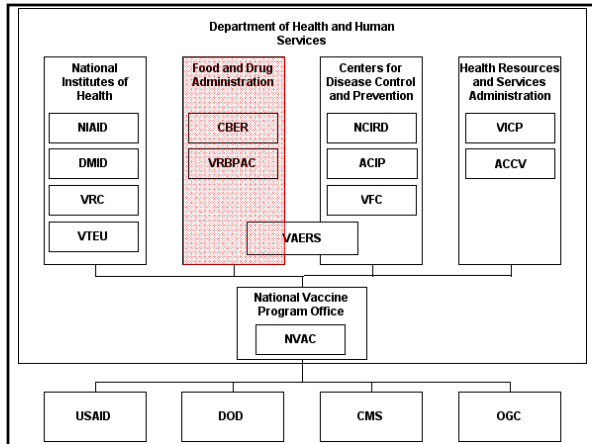 Department of Health and Human
Services
National
Institutes of
Health
NIAID
DMID
VRC
VTEU
Food and Drug
Administration
CBER
VRBPAC
Centers for
Disease Control
and Prevention
NCIRD
ACIP
VFC
VAERS
Health Resources
and Services
Administration
VICP
ACCV
National Vaccine
Program Office
NVAC
USAID
DOD
CMS
OGC